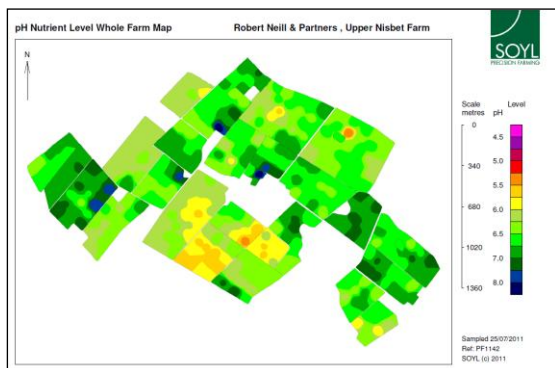 pH Nutrient Level Whole Farm Map
Robert Neill & Partners , Upper Nisbet Farm
SOYL
PRECISION FARMING
N
Scale
metres
pH
Level
0
340
680
1020
1360
4.5
5.0
5.5
6.0
6.5
7.0
8.0
Sampled 25/07/2011
Ref: PF1142
SOYL (c) 2011